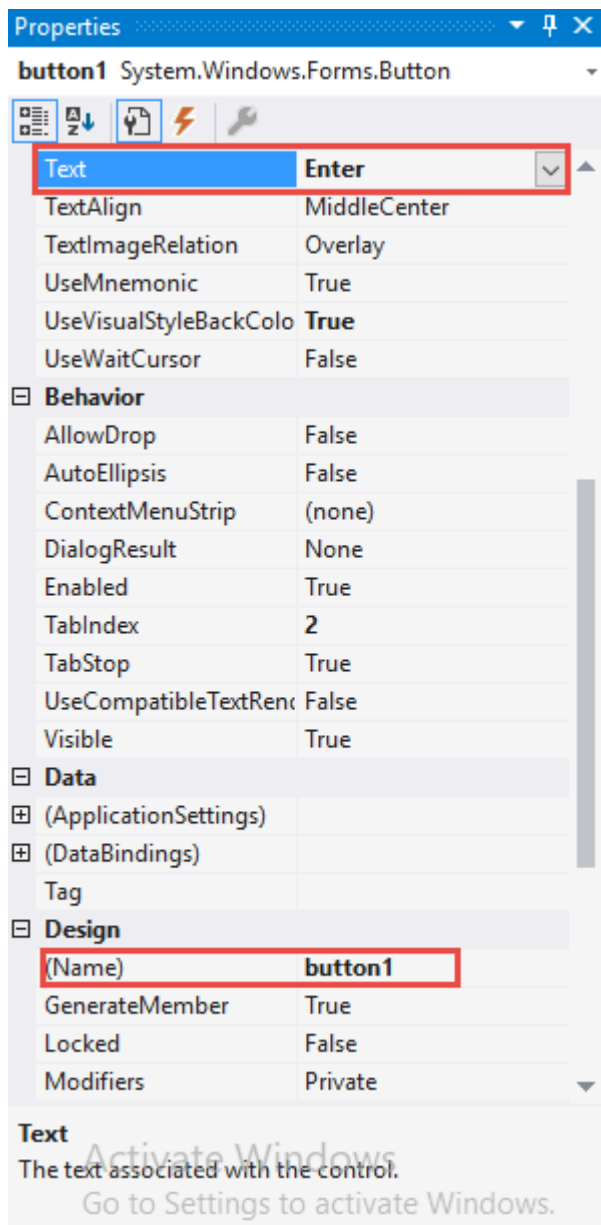 Properties
button1 System.Windows.Forms.Button
Text Enter
TextAlign MiddleCenter
TextImageRelation Overlay
UseMnemonic True
UseVisualStyleBackColo True
UseWaitCursor False
Behavior
AllowDrop False
AutoEllipsis False
ContextMenuStrip (none)
DialogResult None
Enabled True
TabIndex 2
TabStop True
UseCompatibleTextRend False
Visible True
Data
(ApplicationSettings)
(DataBindings)
Tag
Design
(Name) button1
GenerateMember True
Locked False
Modifiers Private
Text
Activate Windows
The text associated with the control.
Go to Settings to activate Windows.